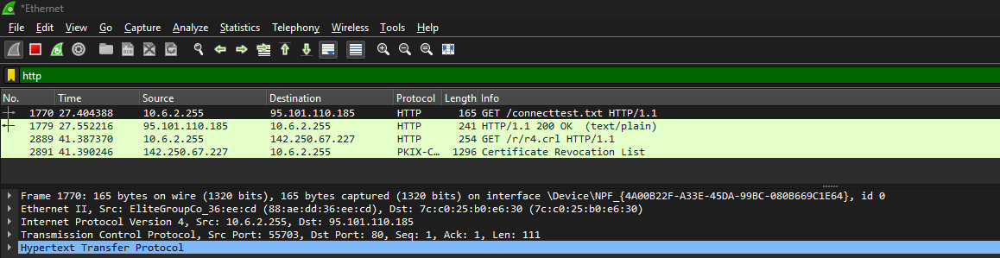 *Ethernet
File Edit View Go Capture Analyze Statistics Telephony Wireless Tools Help
http
No. Time Source Destination Protocol Length Info
1770 27.404388 10.6.2.255 95.101.110.185 HTTP 165 GET /connecttest.txt HTTP/1.1
1779 27.552216 95.101.110.185 10.6.2.255 HTTP 241 HTTP/1.1 200 OK (text/plain)
2889 41.387370 10.6.2.255 142.250.67.227 HTTP 254 GET /r/r4.crl HTTP/1.1
2891 41.390246 142.250.67.227 10.6.2.255 PKIX-C… 1296 Certificate Revocation List
Frame 1770: 165 bytes on wire (1320 bits), 165 bytes captured (1320 bits) on interface \Device\NPF_{4A00B22F-A33E-45DA-99BC-080B669C1E64}, id 0
Ethernet II, Src: EliteGroupCo_36:ee:cd (88:ae:dd:36:ee:cd), Dst: 7c:c0:25:b0:e6:30 (7c:c0:25:b0:e6:30)
Internet Protocol Version 4, Src: 10.6.2.255, Dst: 95.101.110.185
Transmission Control Protocol, Src Port: 55703, Dst Port: 80, Seq: 1, Ack: 1, Len: 111
Hypertext Transfer Protocol